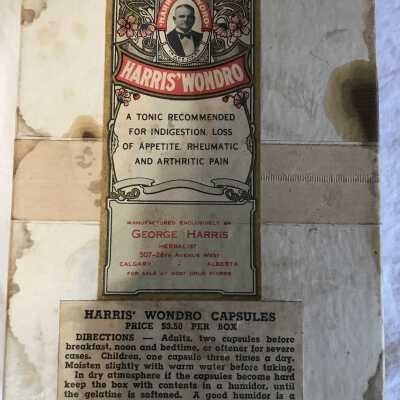 HARRIS' WONDRO
A TONIC RECOMMENDED
FOR INDIGESTION, LOSS
OF APPETITE, RHEUMATIC
AND ARTHRITIC PAIN
MANUFACTURED EXCLUSIVELY BY
GEORGE HARRIS
HERBALIST
507-26TH AVENUE WEST
CALGARY - ALBERTA
FOR SALE AT MOST DRUG STORES
HARRIS' WONDRO CAPSULES
PRICE $3.50 PER BOX
DIRECTIONS — Adults, two capsules before
breakfast, noon and bedtime, or oftener for severe
cases. Children, one capsule three times a day.
Moisten slightly with warm water before taking.
In dry atmosphere if the capsules become hard
keep the box with contents in a humidor, until
the gelatine is softened. A good humidor is a